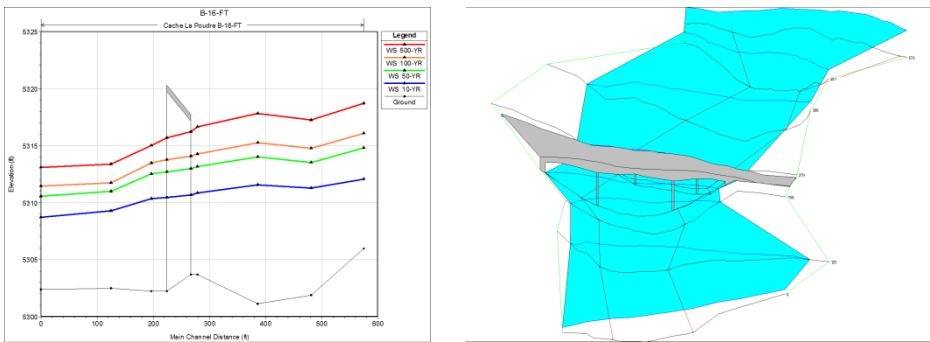 B-16-FT
Cache La Poudre B-16-FT
Legend
WS 500-YR
WS 100-YR
WS 50-YR
WS 10-YR
Ground
5325
5320
5315
5310
5305
5300
Elevation (ft)
0 100 200 300 400 500 600
Main Channel Distance (ft)
0